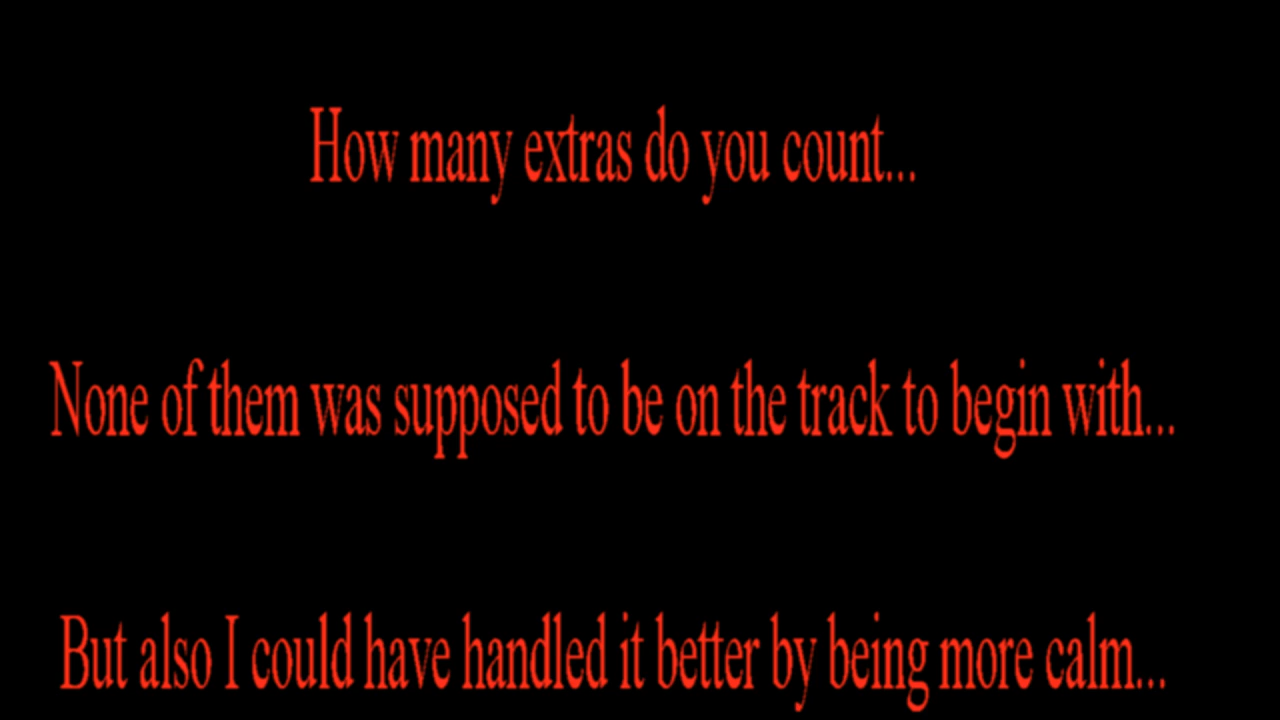 How many extras do you count...
None of them was supposed to be on the track to begin with...
But also I could have handled it better by being more calm...